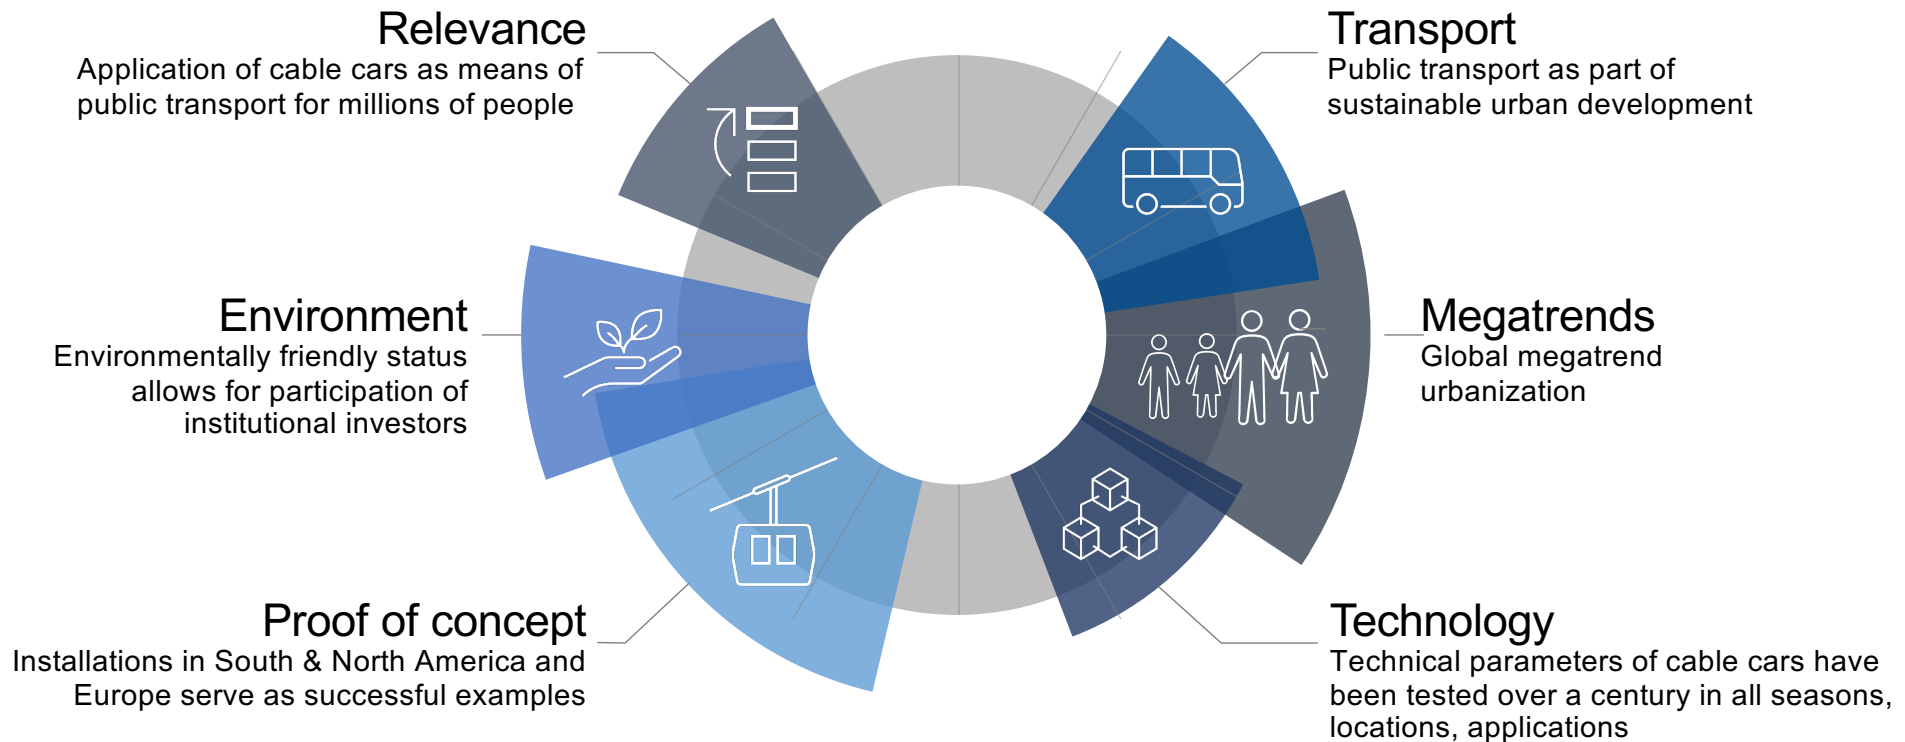 Relevance
Application of cable cars as means of
public transport for millions of people
Transport
Public transport as part of
sustainable urban development
Environment
Environmentally friendly status
allows for participation of
institutional investors
Megatrends
Global megatrend
urbanization
Proof of concept
Installations in South & North America and
Europe serve as successful examples
Technology
Technical parameters of cable cars have
been tested over a century in all seasons,
locations, applications